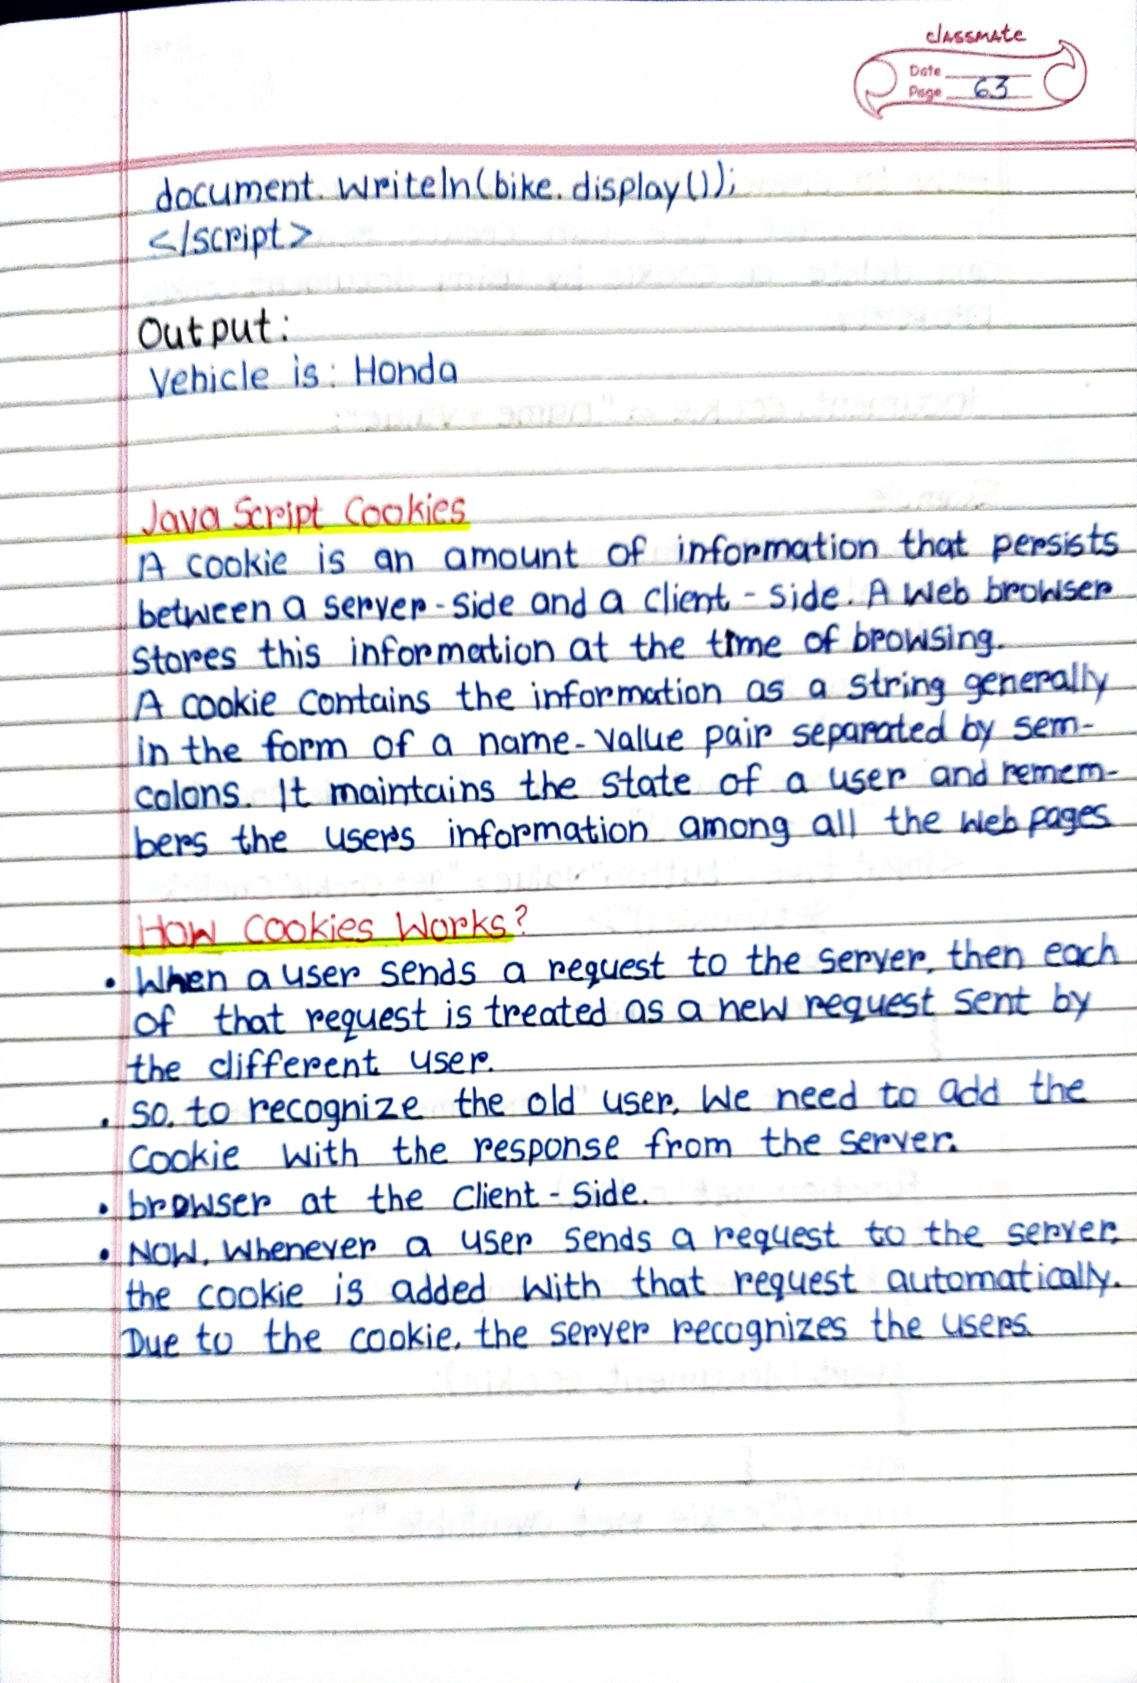 classmate
Date
Page 63
document.writeln(bike.display());
</script>
Output:
Vehicle is: Honda
JavaScript Cookies
A cookie is an amount of information that persists
between a server-side and a client-side. A web browser
stores this information at the time of browsing.
A cookie contains the information as a string generally
in the form of a name-value pair separated by sem-
colons. It maintains the state of a user and remem-
bers the users information among all the web pages
How Cookies Works?
• When a user sends a request to the server, then each
of that request is treated as a new request sent by
the different user.
• So, to recognize the old user, we need to add the
cookie with the response from the server.
• browser at the client-side.
• Now, whenever a user sends a request to the server,
the cookie is added with that request automatically.
Due to the cookie, the server recognizes the users.